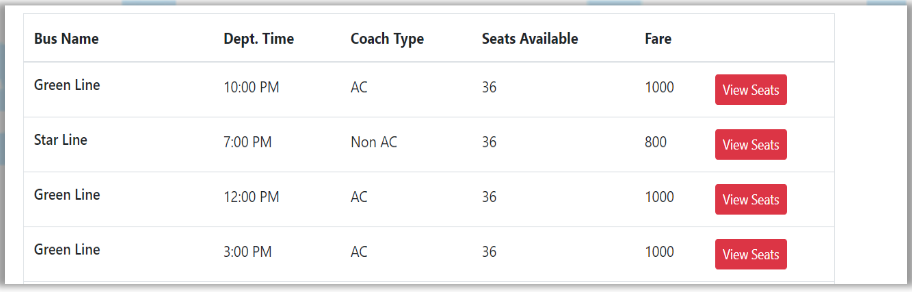 Bus Name Dept. Time Coach Type Seats Available Fare
Green Line 10:00 PM AC 36 1000 View Seats
Star Line 7:00 PM Non AC 36 800 View Seats
Green Line 12:00 PM AC 36 1000 View Seats
Green Line 3:00 PM AC 36 1000 View Seats